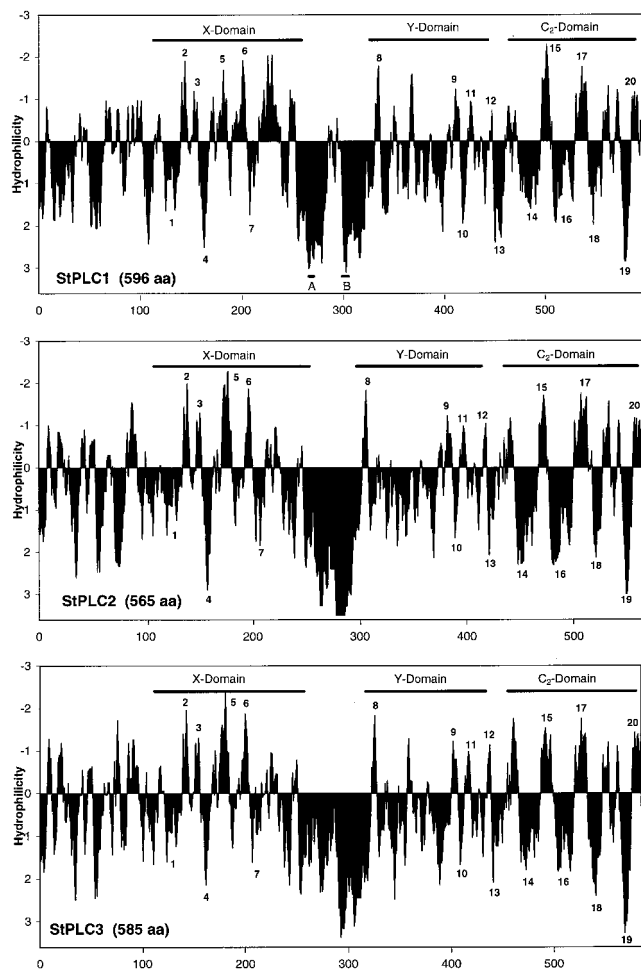 X-Domain Y-Domain C2-Domain
-3
-2
-1
0
1
2
3
Hydrophilicity
2 3 5 6 8 9 11 12 15 17 20
1 4 7 10 13 14 16 18 19
StPLC1 (596 aa)
A B
0 100 200 300 400 500
X-Domain Y-Domain C2-Domain
-3
-2
-1
0
1
2
3
Hydrophilicity
2 3 5 6 8 9 11 12 15 17 20
1 4 7 10 13 14 16 18 19
StPLC2 (565 aa)
0 100 200 300 400 500
X-Domain Y-Domain C2-Domain
-3
-2
-1
0
1
2
3
Hydrophilicity
2 3 5 6 8 9 11 12 15 17 20
1 4 7 10 13 14 16 18 19
StPLC3 (585 aa)
0 100 200 300 400 500